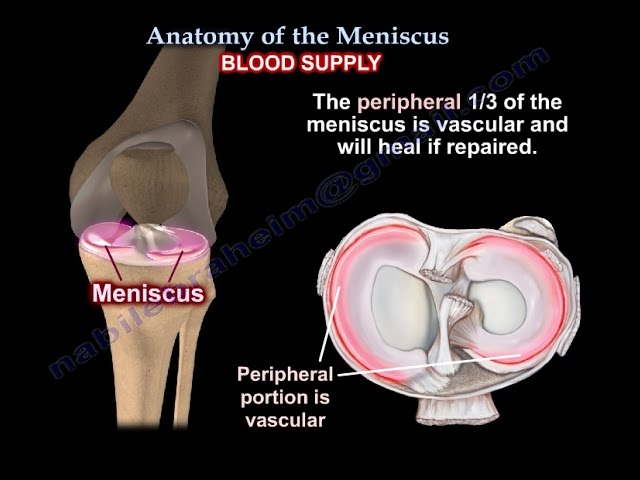 Anatomy of the Meniscus
BLOOD SUPPLY
The peripheral 1/3 of the
meniscus is vascular and
will heal if repaired.
Meniscus
Peripheral
portion is
vascular